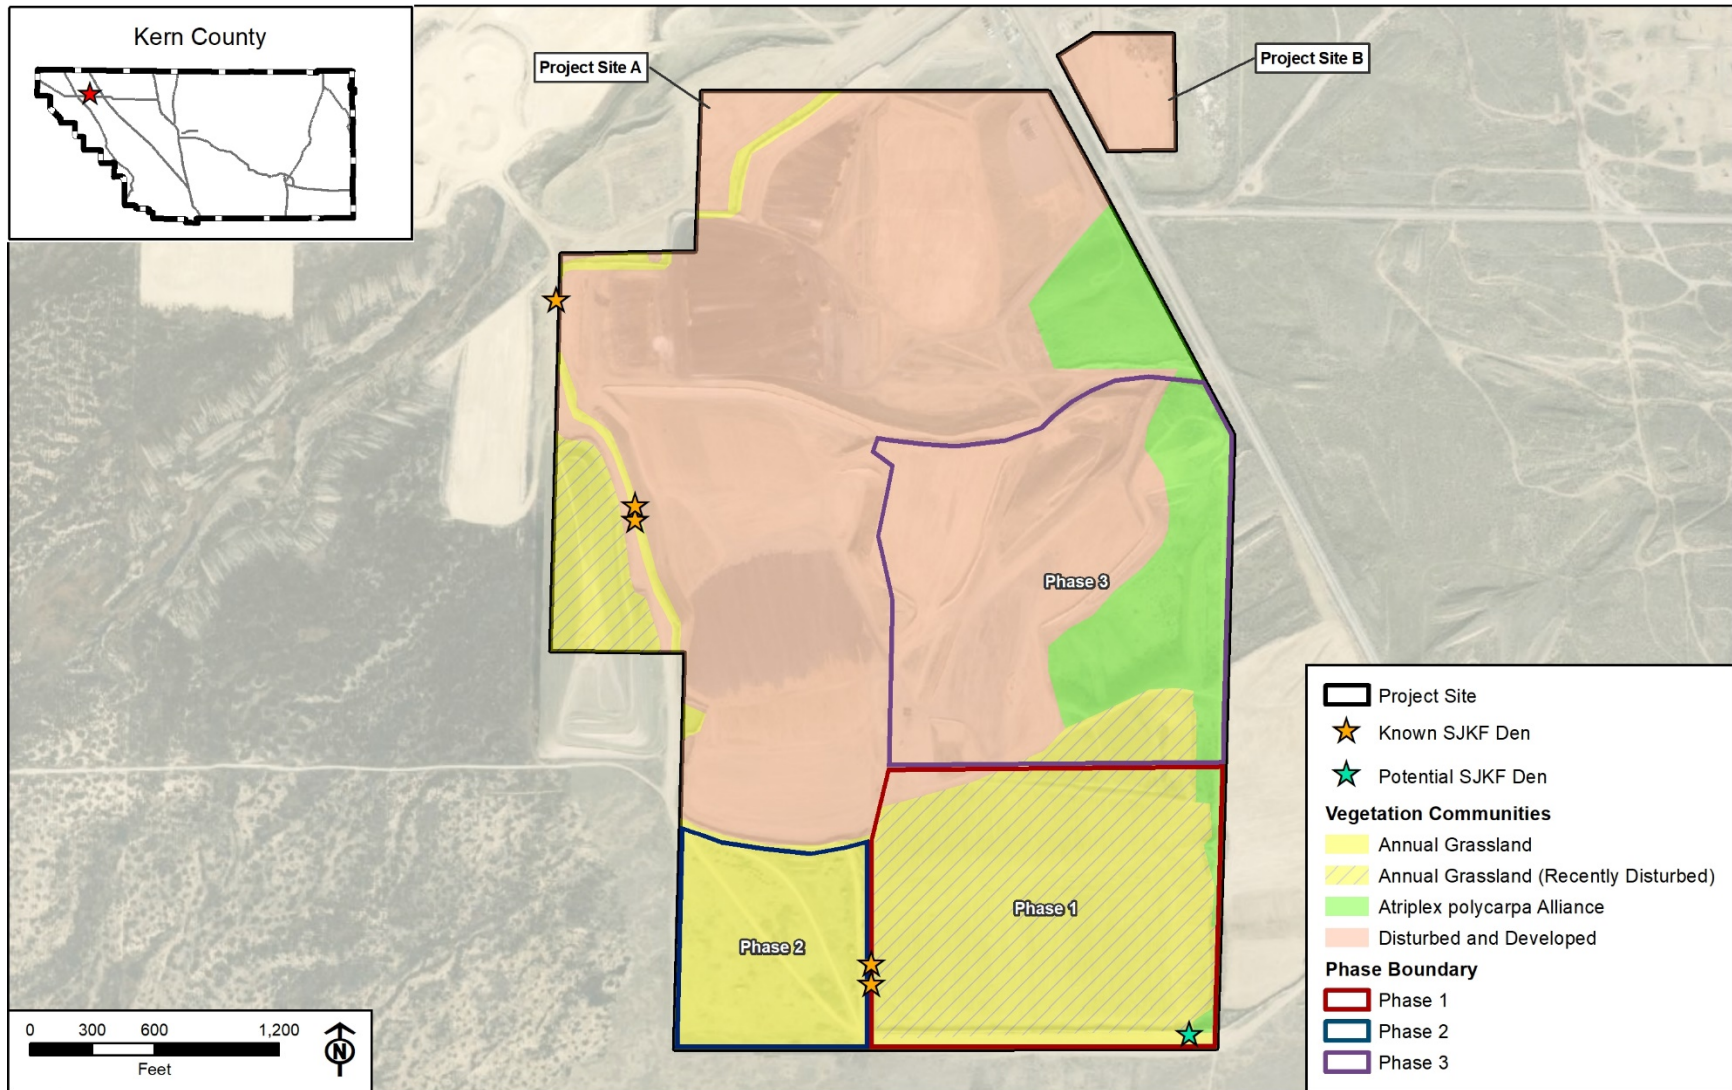 Kern County
Project Site A
Project Site B
Phase 3
Phase 1
Phase 2
Project Site
Known SJKF Den
Potential SJKF Den
Vegetation Communities
Annual Grassland
Annual Grassland (Recently Disturbed)
Atriplex polycarpa Alliance
Disturbed and Developed
Phase Boundary
Phase 1
Phase 2
Phase 3
0 300 600 1,200
Feet
N